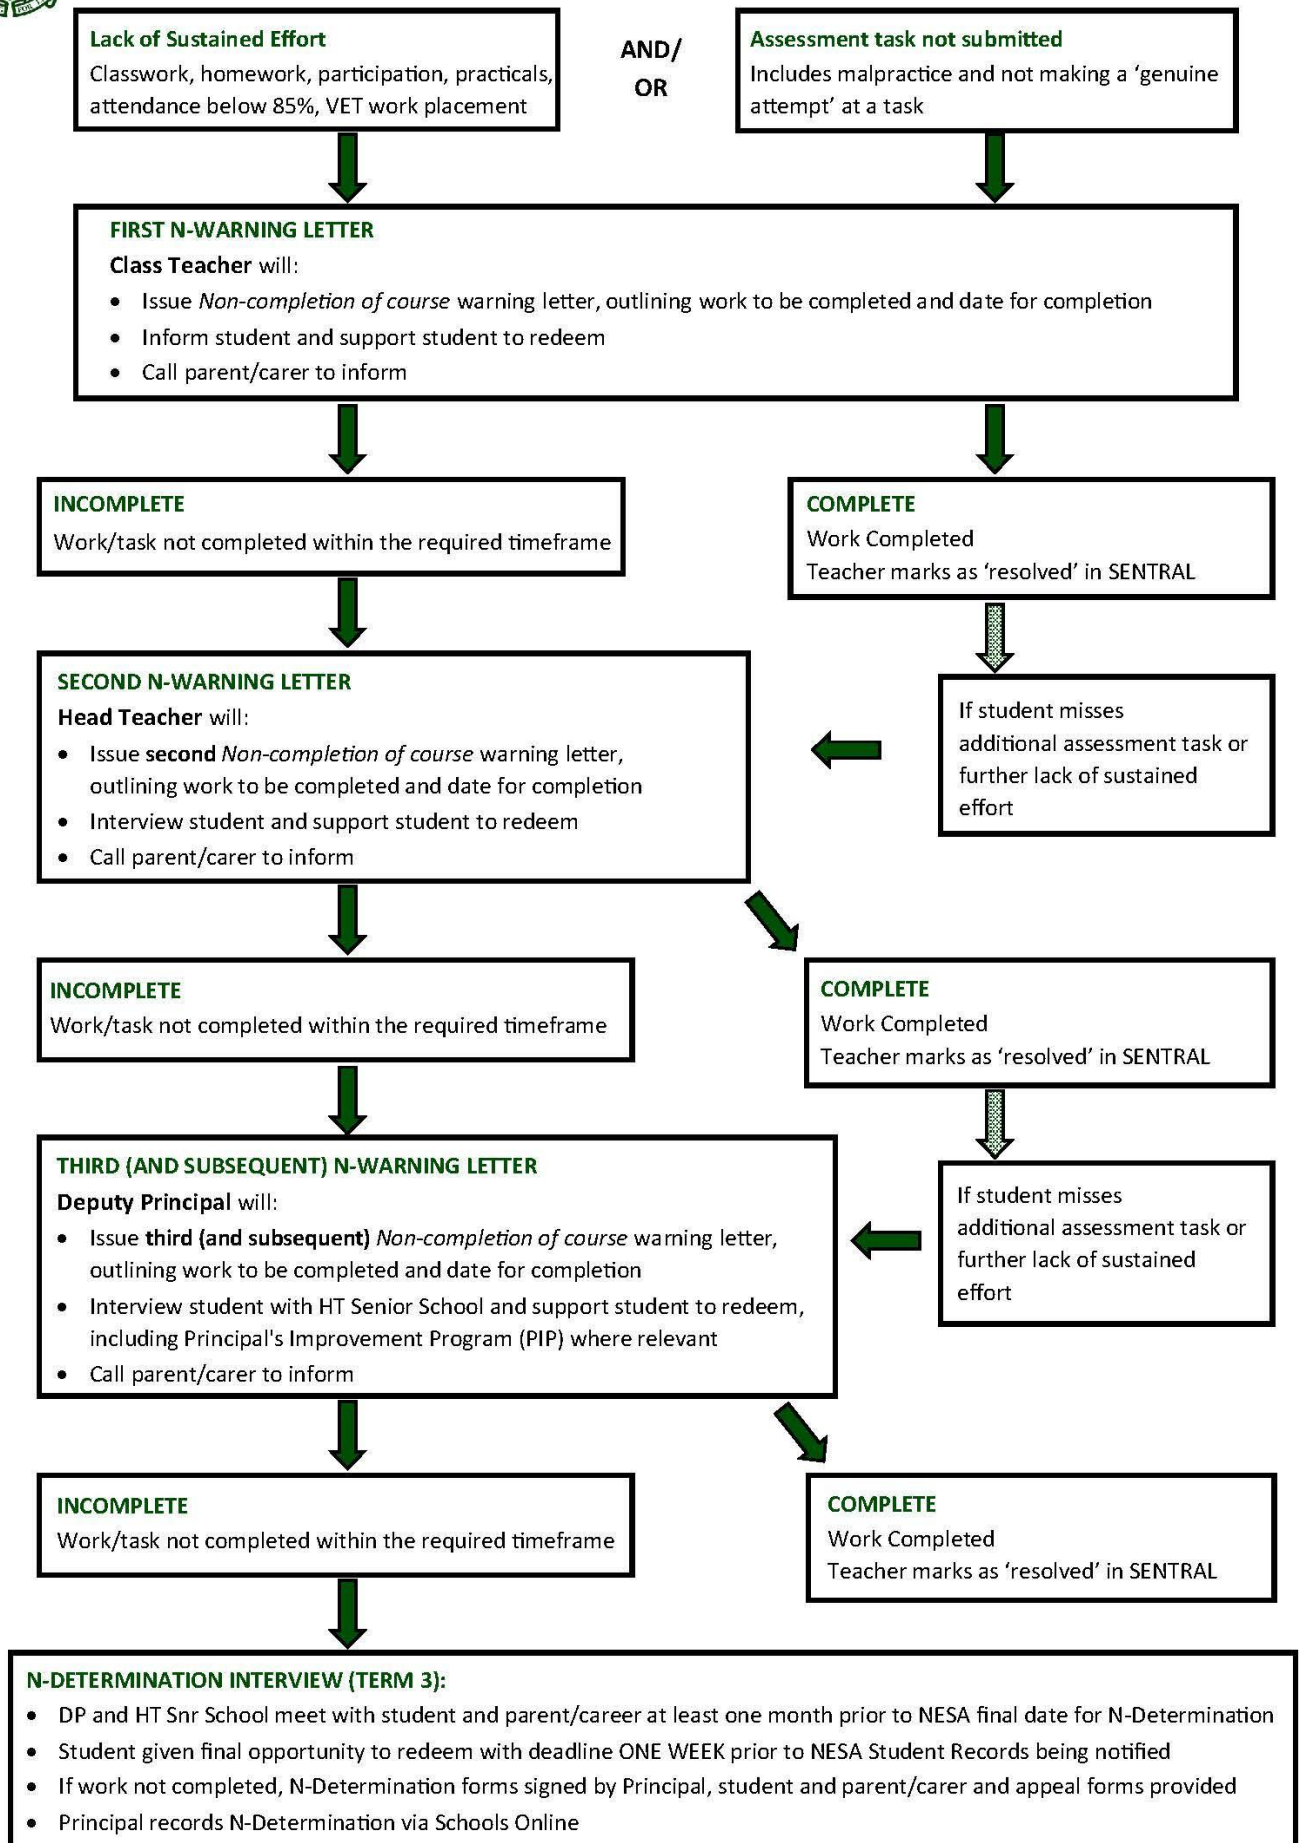 Lack of Sustained Effort
Classwork, homework, participation, practicals,
attendance below 85%, VET work placement
AND/
OR
Assessment task not submitted
Includes malpractice and not making a ‘genuine
attempt’ at a task
FIRST N-WARNING LETTER
Class Teacher will:
• Issue Non-completion of course warning letter, outlining work to be completed and date for completion
• Inform student and support student to redeem
• Call parent/carer to inform
INCOMPLETE
Work/task not completed within the required timeframe
COMPLETE
Work Completed
Teacher marks as ‘resolved’ in SENTRAL
SECOND N-WARNING LETTER
Head Teacher will:
• Issue second Non-completion of course warning letter,
outlining work to be completed and date for completion
• Interview student and support student to redeem
• Call parent/carer to inform
If student misses
additional assessment task or
further lack of sustained
effort
INCOMPLETE
Work/task not completed within the required timeframe
COMPLETE
Work Completed
Teacher marks as ‘resolved’ in SENTRAL
THIRD (AND SUBSEQUENT) N-WARNING LETTER
Deputy Principal will:
• Issue third (and subsequent) Non-completion of course warning letter,
outlining work to be completed and date for completion
• Interview student with HT Senior School and support student to redeem,
including Principal's Improvement Program (PIP) where relevant
• Call parent/carer to inform
If student misses
additional assessment task or
further lack of sustained
effort
INCOMPLETE
Work/task not completed within the required timeframe
COMPLETE
Work Completed
Teacher marks as ‘resolved’ in SENTRAL
N-DETERMINATION INTERVIEW (TERM 3):
• DP and HT Snr School meet with student and parent/career at least one month prior to NESA final date for N-Determination
• Student given final opportunity to redeem with deadline ONE WEEK prior to NESA Student Records being notified
• If work not completed, N-Determination forms signed by Principal, student and parent/carer and appeal forms provided
• Principal records N-Determination via Schools Online